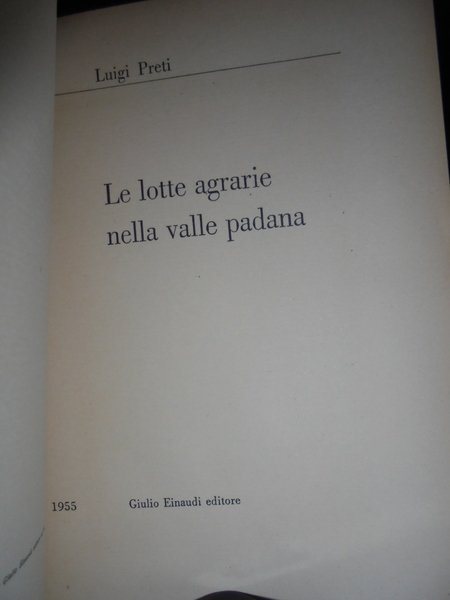 Luigi Preti
Le lotte agrarie
nella valle padana
1955 Giulio Einaudi editore